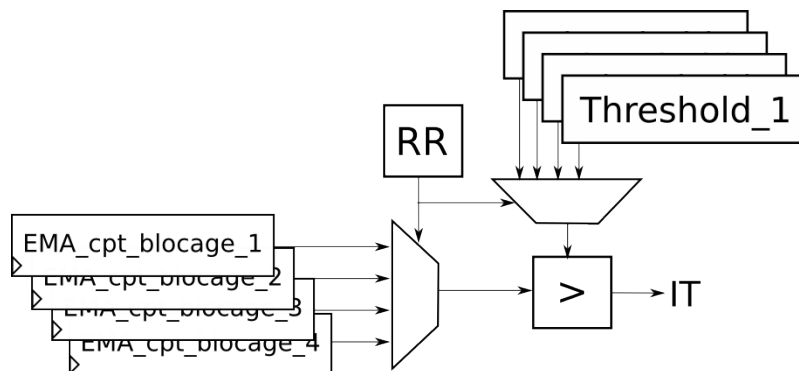 Threshold_1
RR
EMA_cpt_blocage_1
EMA_cpt_blocage_2
EMA_cpt_blocage_3
EMA_cpt_blocage_4
>
IT